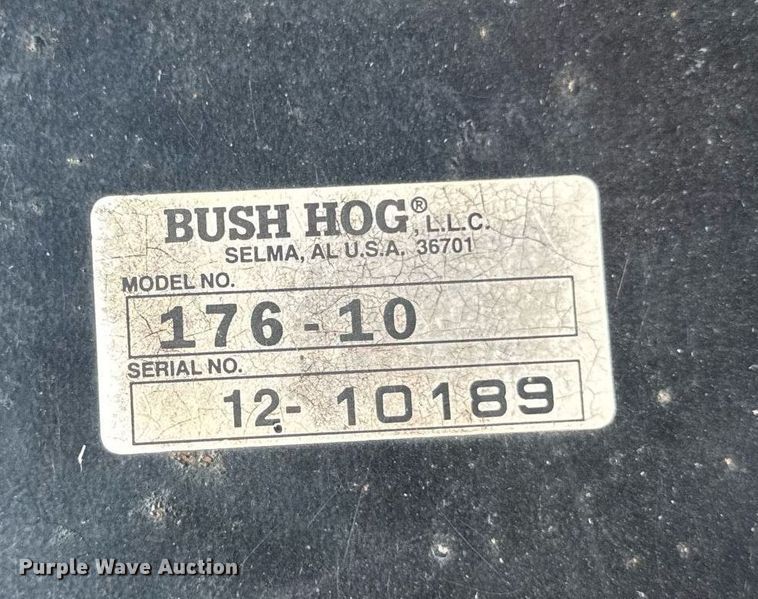 BUSH HOG®, L.L.C.
SELMA, AL U.S.A. 36701
MODEL NO.
176-10
SERIAL NO.
12-10189
Purple Wave Auction